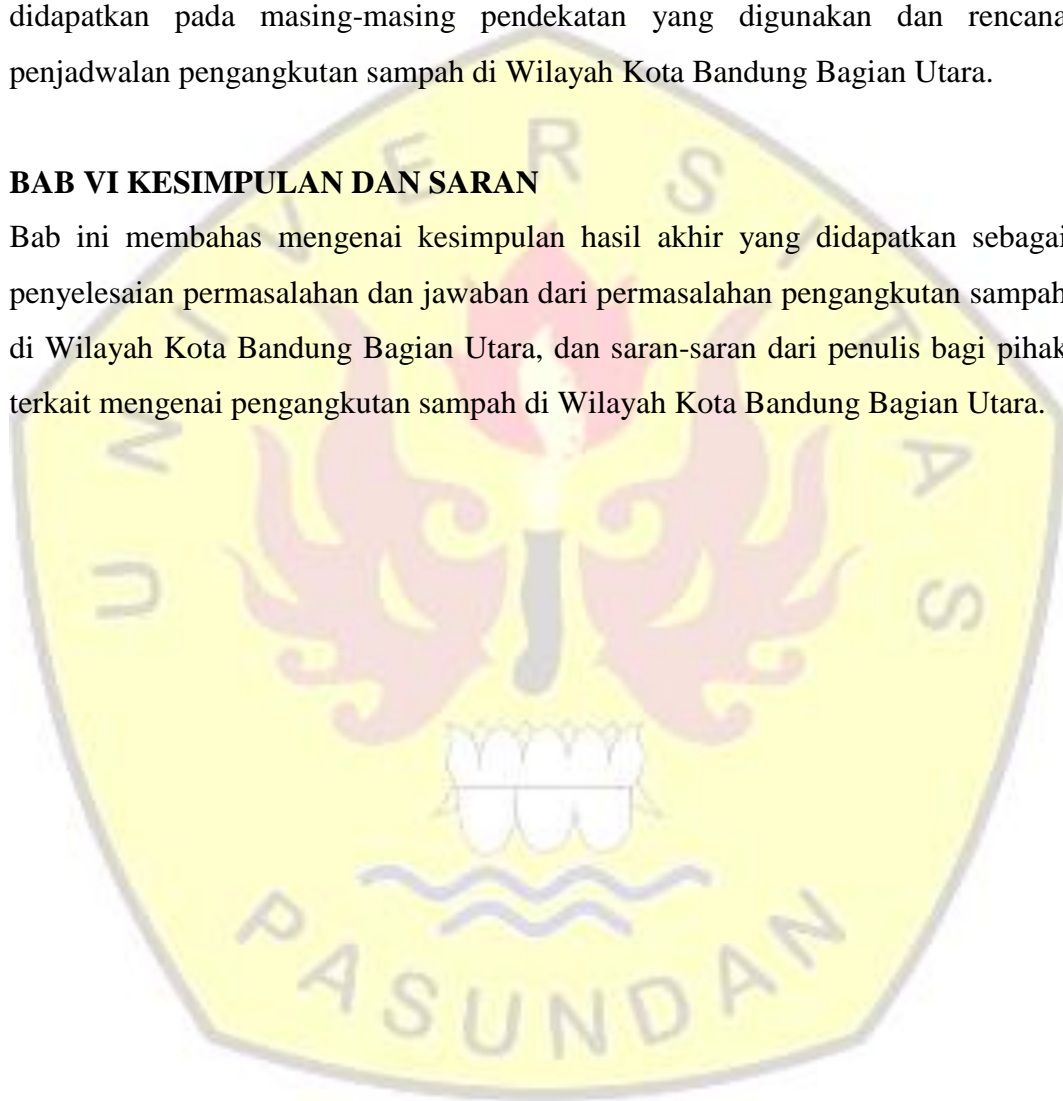 didapatkan pada masing-masing pendekatan yang digunakan dan rencana
penjadwalan pengangkutan sampah di Wilayah Kota Bandung Bagian Utara.
BAB VI KESIMPULAN DAN SARAN
Bab ini membahas mengenai kesimpulan hasil akhir yang didapatkan sebagai
penyelesaian permasalahan dan jawaban dari permasalahan pengangkutan sampah
di Wilayah Kota Bandung Bagian Utara, dan saran-saran dari penulis bagi pihak
terkait mengenai pengangkutan sampah di Wilayah Kota Bandung Bagian Utara.
UNIVERSITAS
PASUNDAN